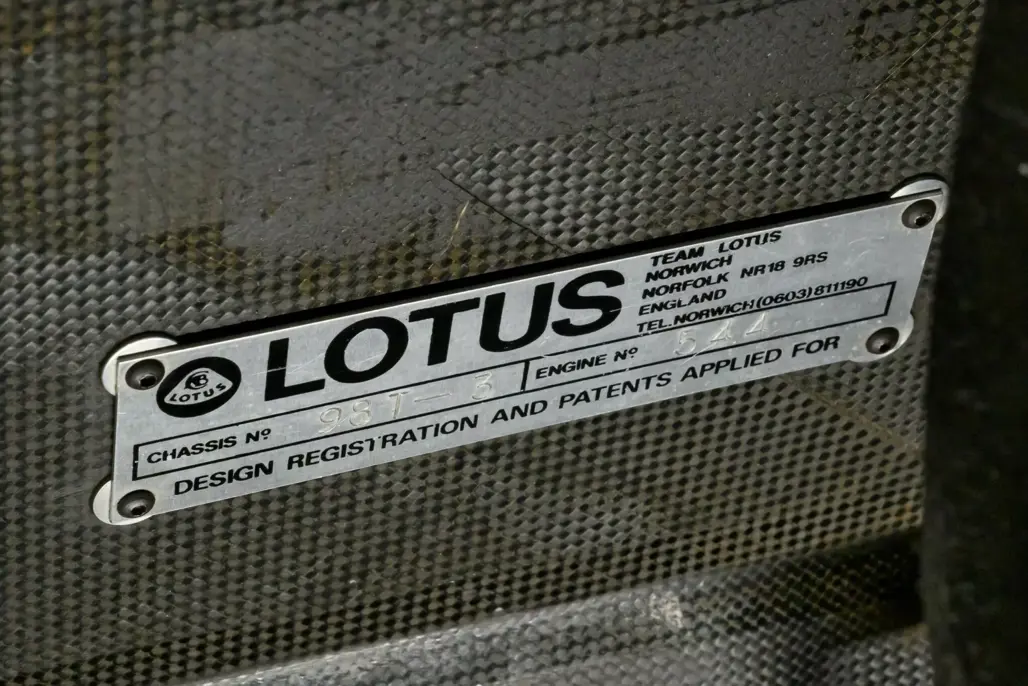 LOTUS
LOTUS
TEAM LOTUS
NORWICH
NORFOLK NR18 9RS
ENGLAND
TEL.NORWICH(0603)811190
CHASSIS Nº 98T-3 ENGINE Nº
DESIGN REGISTRATION AND PATENTS APPLIED FOR